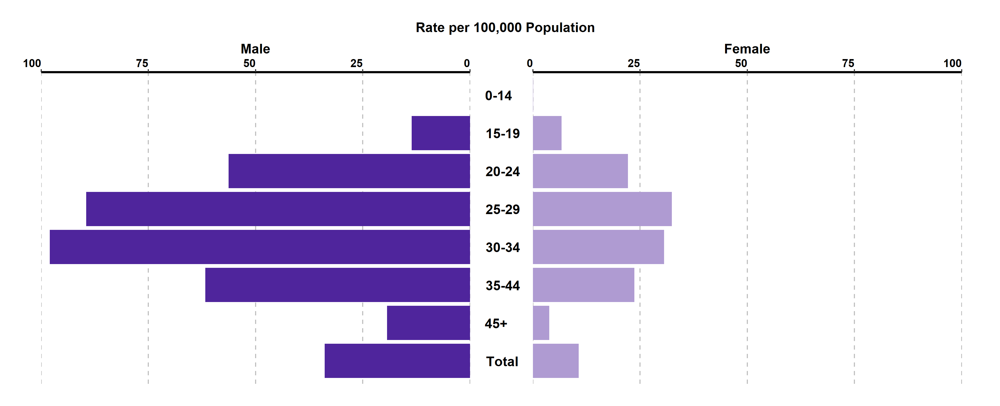 Rate per 100,000 Population
Male Female
100 75 50 25 0 0 25 50 75 100
0-14
15-19
20-24
25-29
30-34
35-44
45+
Total